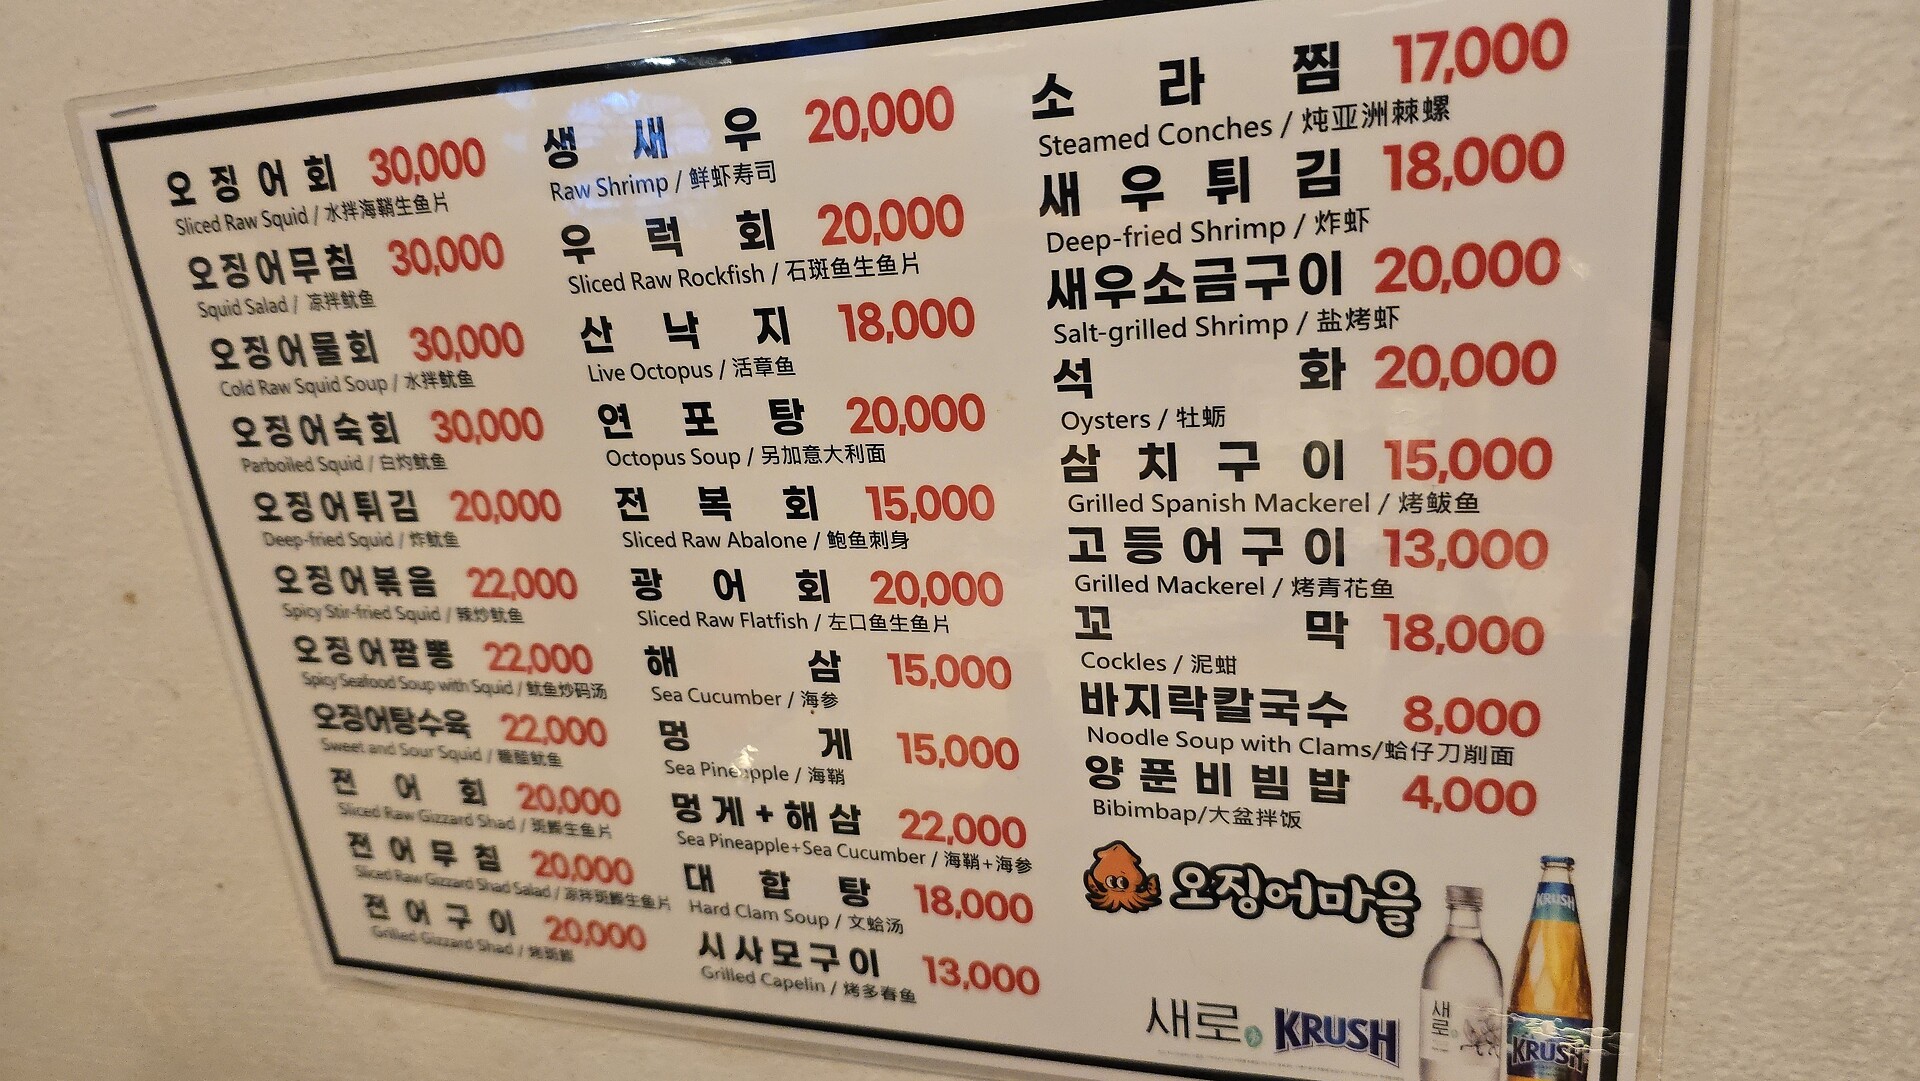 오징어회 30,000
Sliced Raw Squid / 水拌海鞘生鱼片
오징어무침 30,000
Squid Salad / 凉拌鱿鱼
오징어물회 30,000
Cold Raw Squid Soup / 水拌鱿鱼
오징어숙회 30,000
Parboiled Squid / 白灼鱿鱼
오징어튀김 20,000
Deep-fried Squid / 炸鱿鱼
오징어볶음 22,000
Spicy Stir-fried Squid / 辣炒鱿鱼
오징어짬뽕 22,000
Spicy Seafood Soup with Squid / 鱿鱼炒码汤
오징어탕수육 22,000
Sweet and Sour Squid / 糖醋鱿鱼
전어회 20,000
Sliced Raw Gizzard Shad / 斑鰶生鱼片
전어무침 20,000
Sliced Raw Gizzard Shad Salad / 凉拌斑鰶生鱼片
전어구이 20,000
Grilled Gizzard Shad / 烤斑鰶
생새우 20,000
Raw Shrimp / 鲜虾寿司
우럭회 20,000
Sliced Raw Rockfish / 石斑鱼生鱼片
산낙지 18,000
Live Octopus / 活章鱼
연포탕 20,000
Octopus Soup / 另加意大利面
전복회 15,000
Sliced Raw Abalone / 鲍鱼刺身
광어회 20,000
Sliced Raw Flatfish / 左口鱼生鱼片
해삼 15,000
Sea Cucumber / 海参
멍게 15,000
Sea Pineapple / 海鞘
멍게+해삼 22,000
Sea Pineapple+Sea Cucumber / 海鞘+海参
대합탕 18,000
Hard Clam Soup / 文蛤汤
시사모구이 13,000
Grilled Capelin / 烤多春鱼
소라찜 17,000
Steamed Conches / 炖亚洲棘螺
새우튀김 18,000
Deep-fried Shrimp / 炸虾
새우소금구이 20,000
Salt-grilled Shrimp / 盐烤虾
석화 20,000
Oysters / 牡蛎
삼치구이 15,000
Grilled Spanish Mackerel / 烤鲅鱼
고등어구이 13,000
Grilled Mackerel / 烤青花鱼
꼬막 18,000
Cockles / 泥蚶
바지락칼국수 8,000
Noodle Soup with Clams/蛤仔刀削面
양푼비빔밥 4,000
Bibimbap/大盆拌饭
오징어마을
새로
KRUSH
새로
KRUSH
KRUSH